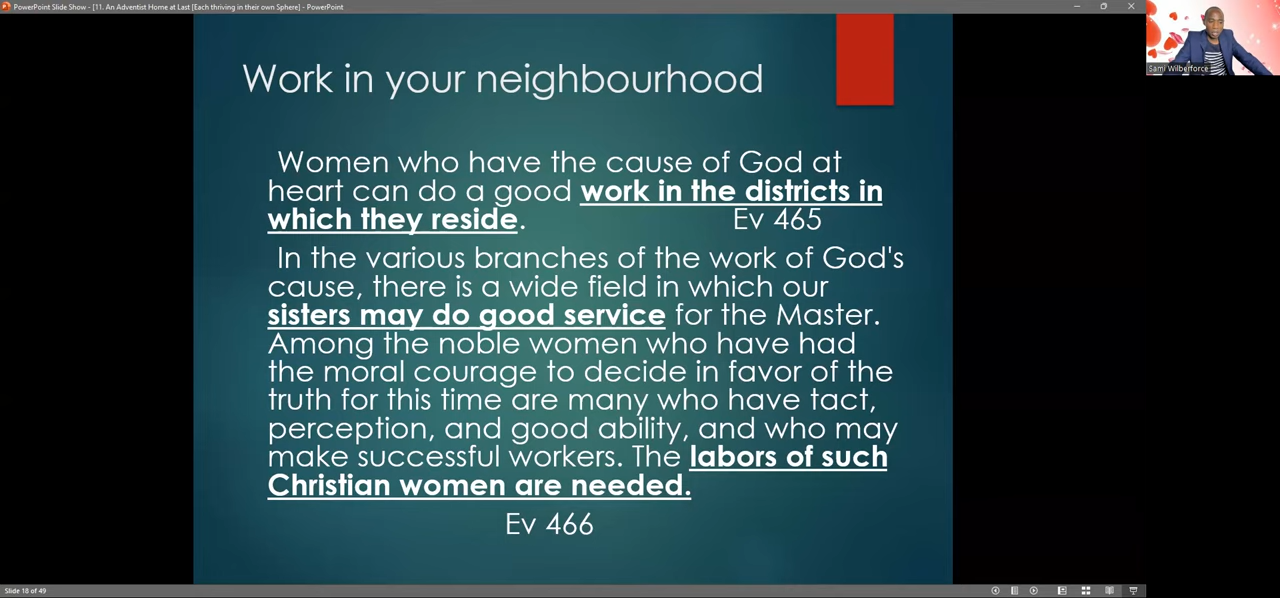 PowerPoint Slide Show - [11. An Adventist Home at Last [Each thriving in their own Sphere] - PowerPoint
Sami Wilberforce
Work in your neighbourhood
Women who have the cause of God at
heart can do a good work in the districts in
which they reside. Ev 465
In the various branches of the work of God's
cause, there is a wide field in which our
sisters may do good service for the Master.
Among the noble women who have had
the moral courage to decide in favor of the
truth for this time are many who have tact,
perception, and good ability, and who may
make successful workers. The labors of such
Christian women are needed.
Ev 466
Slide 18 of 49